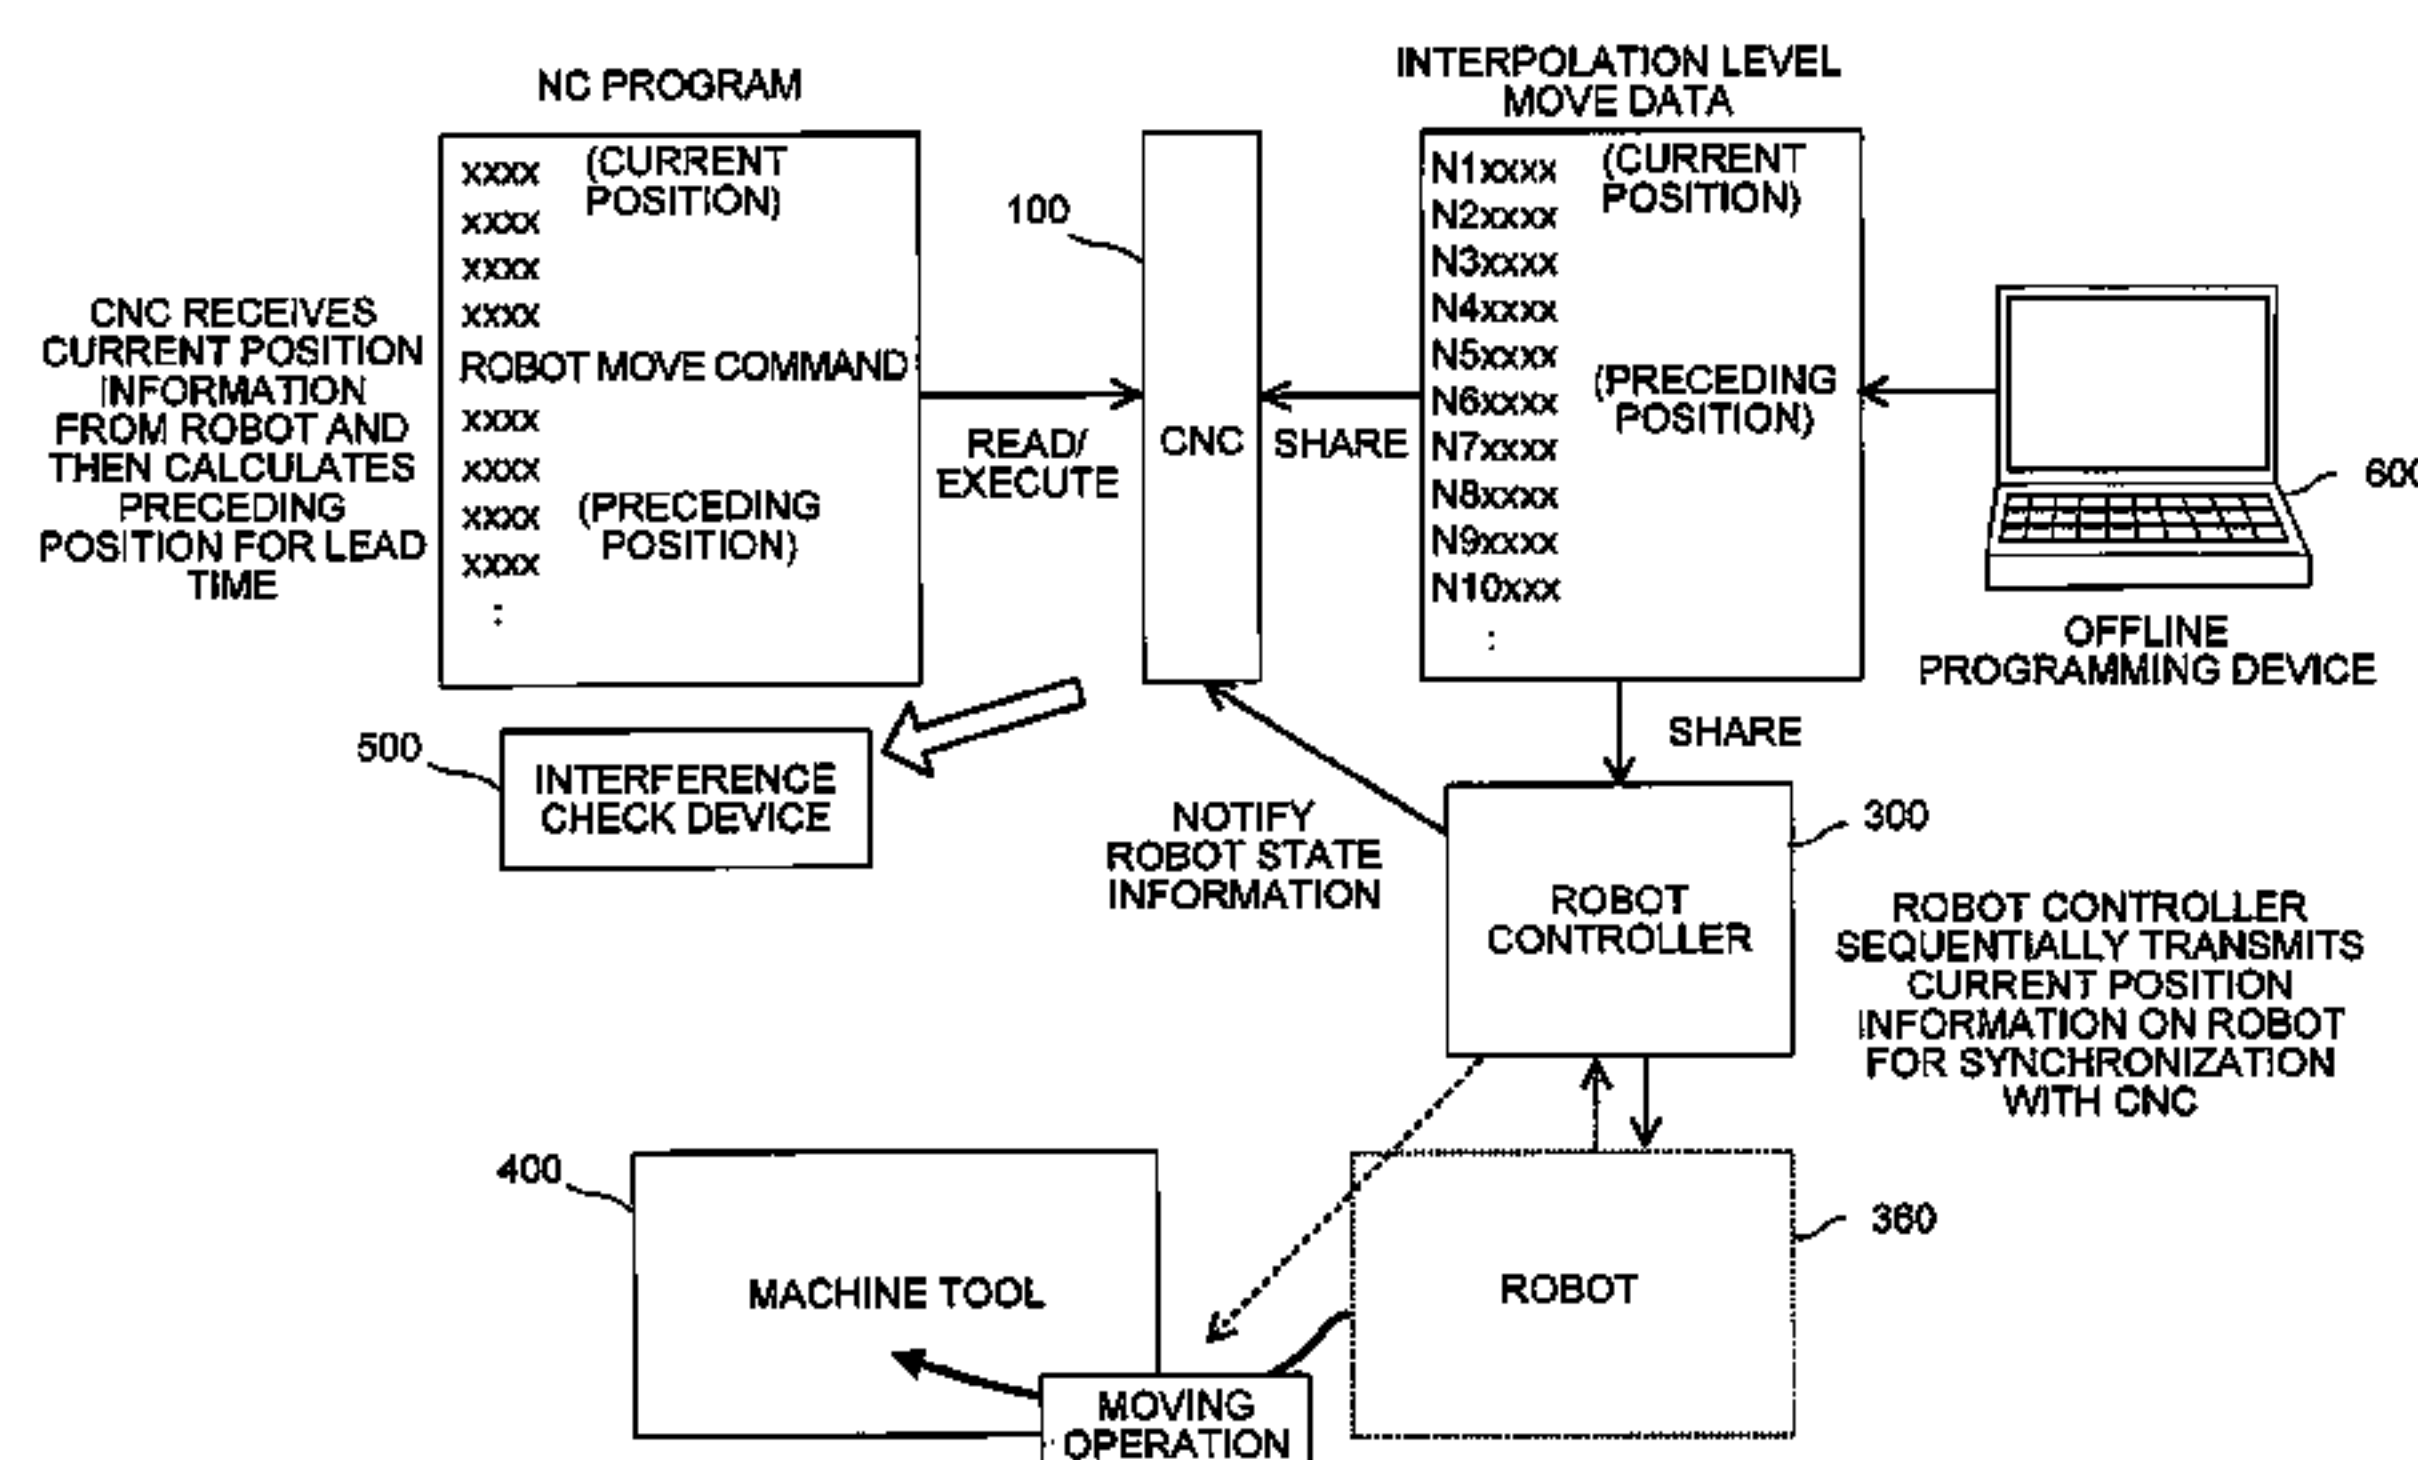 NC PROGRAM
xxxx (CURRENT
POSITION)
xxxx
xxxx
xxxx
ROBOT MOVE COMMAND
xxxx
xxxx
xxxx (PRECEDING
POSITION)
xxxx
:
CNC RECEIVES
CURRENT POSITION
INFORMATION
FROM ROBOT AND
THEN CALCULATES
PRECEDING
POSITION FOR LEAD
TIME
READ/
EXECUTE
100
CNC
SHARE
INTERPOLATION LEVEL
MOVE DATA
N1xxxx (CURRENT
POSITION)
N2xxxx
N3xxxx
N4xxxx
N5xxxx
N6xxxx (PRECEDING
POSITION)
N7xxxx
N8xxxx
N9xxxx
N10xxx
:
600
OFFLINE
PROGRAMMING DEVICE
500
INTERFERENCE
CHECK DEVICE
SHARE
NOTIFY
ROBOT STATE
INFORMATION
300
ROBOT
CONTROLLER
ROBOT CONTROLLER
SEQUENTIALLY TRANSMITS
CURRENT POSITION
INFORMATION ON ROBOT
FOR SYNCHRONIZATION
WITH CNC
400
MACHINE TOOL
360
ROBOT
MOVING
OPERATION